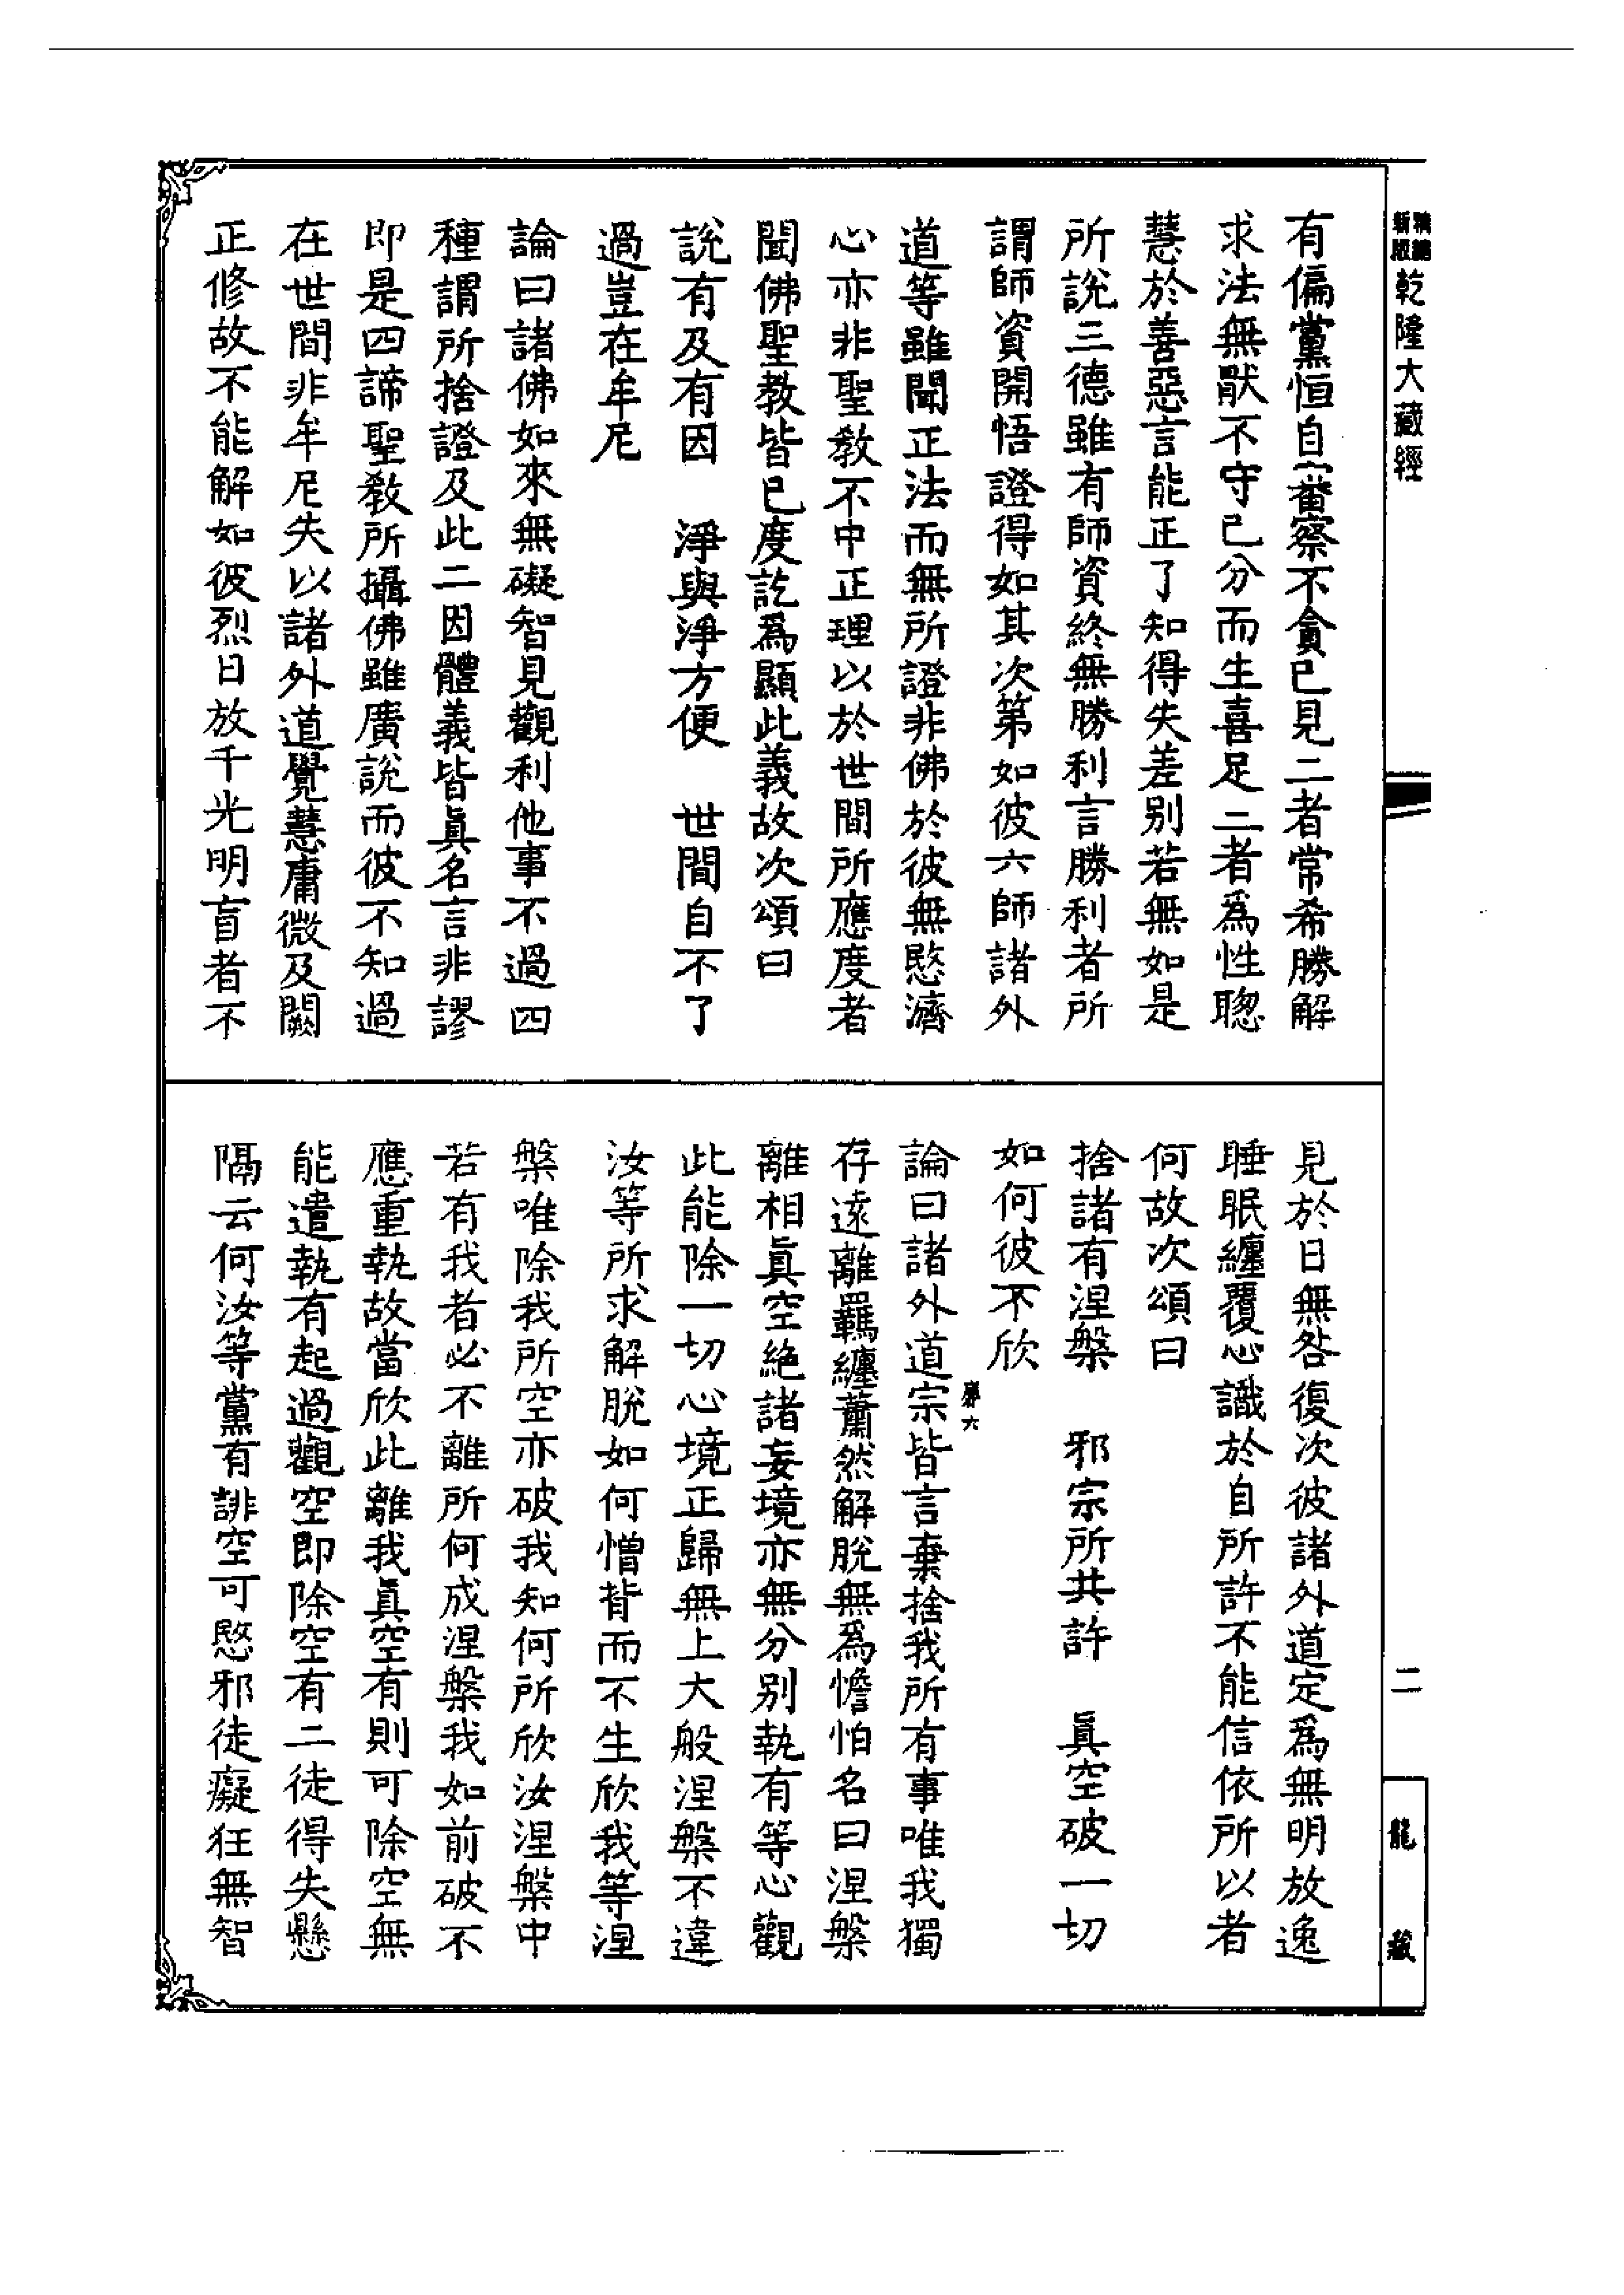 新版精編乾隆大藏經
有偏黨恒自審察不貪已見二者常希勝解
求法無猒不守已分而生喜足三者爲性聰
慧於善惡言能正了知得失差别若無如是
所說三德雖有師資終無勝利言勝利者所
謂師資開悟證得如其次第如彼六師諸外
道等雖聞正法而無所證非佛於彼無愍濟
心亦非聖教不中正理以於世間所應度者
聞佛聖教皆已度訖爲顯此義故次頌曰
說有及有因　淨與淨方便　世間自不了
過豈在牟尼
論曰諸佛如來無礙智見觀利他事不過四
種謂所捨證及此二因體義皆眞名言非謬
即是四諦聖教所攝佛雖廣說而彼不知過
在世間非牟尼失以諸外道覺慧庸微及闕
正修故不能解如彼烈日放千光明盲者不
見於日無咎復次彼諸外道定爲無明放逸
睡眠纏覆心識於自所許不能信依所以者
何故次頌曰
捨諸有涅槃　邪宗所共許　眞空破一切
如何彼不欣
論曰諸外道宗皆言棄捨我所有事唯我獨
存遠離羈纏蕭然解脫無爲憺怕名曰涅槃
離相眞空絶諸妄境亦無分别執有等心觀
此能除一切心境正歸無上大般涅槃不違
汝等所求解脫如何憎背而不生欣我等涅
槃唯除我所空亦破我知何所欣汝涅槃中
若有我者必不離所何成涅槃我如前破不
應重執故當欣此離我眞空有則可除空無
能遣執有起過觀空即除空有二徒得失懸
隔云何汝等黨有誹空可愍邪徒癡狂無智
二
龍藏